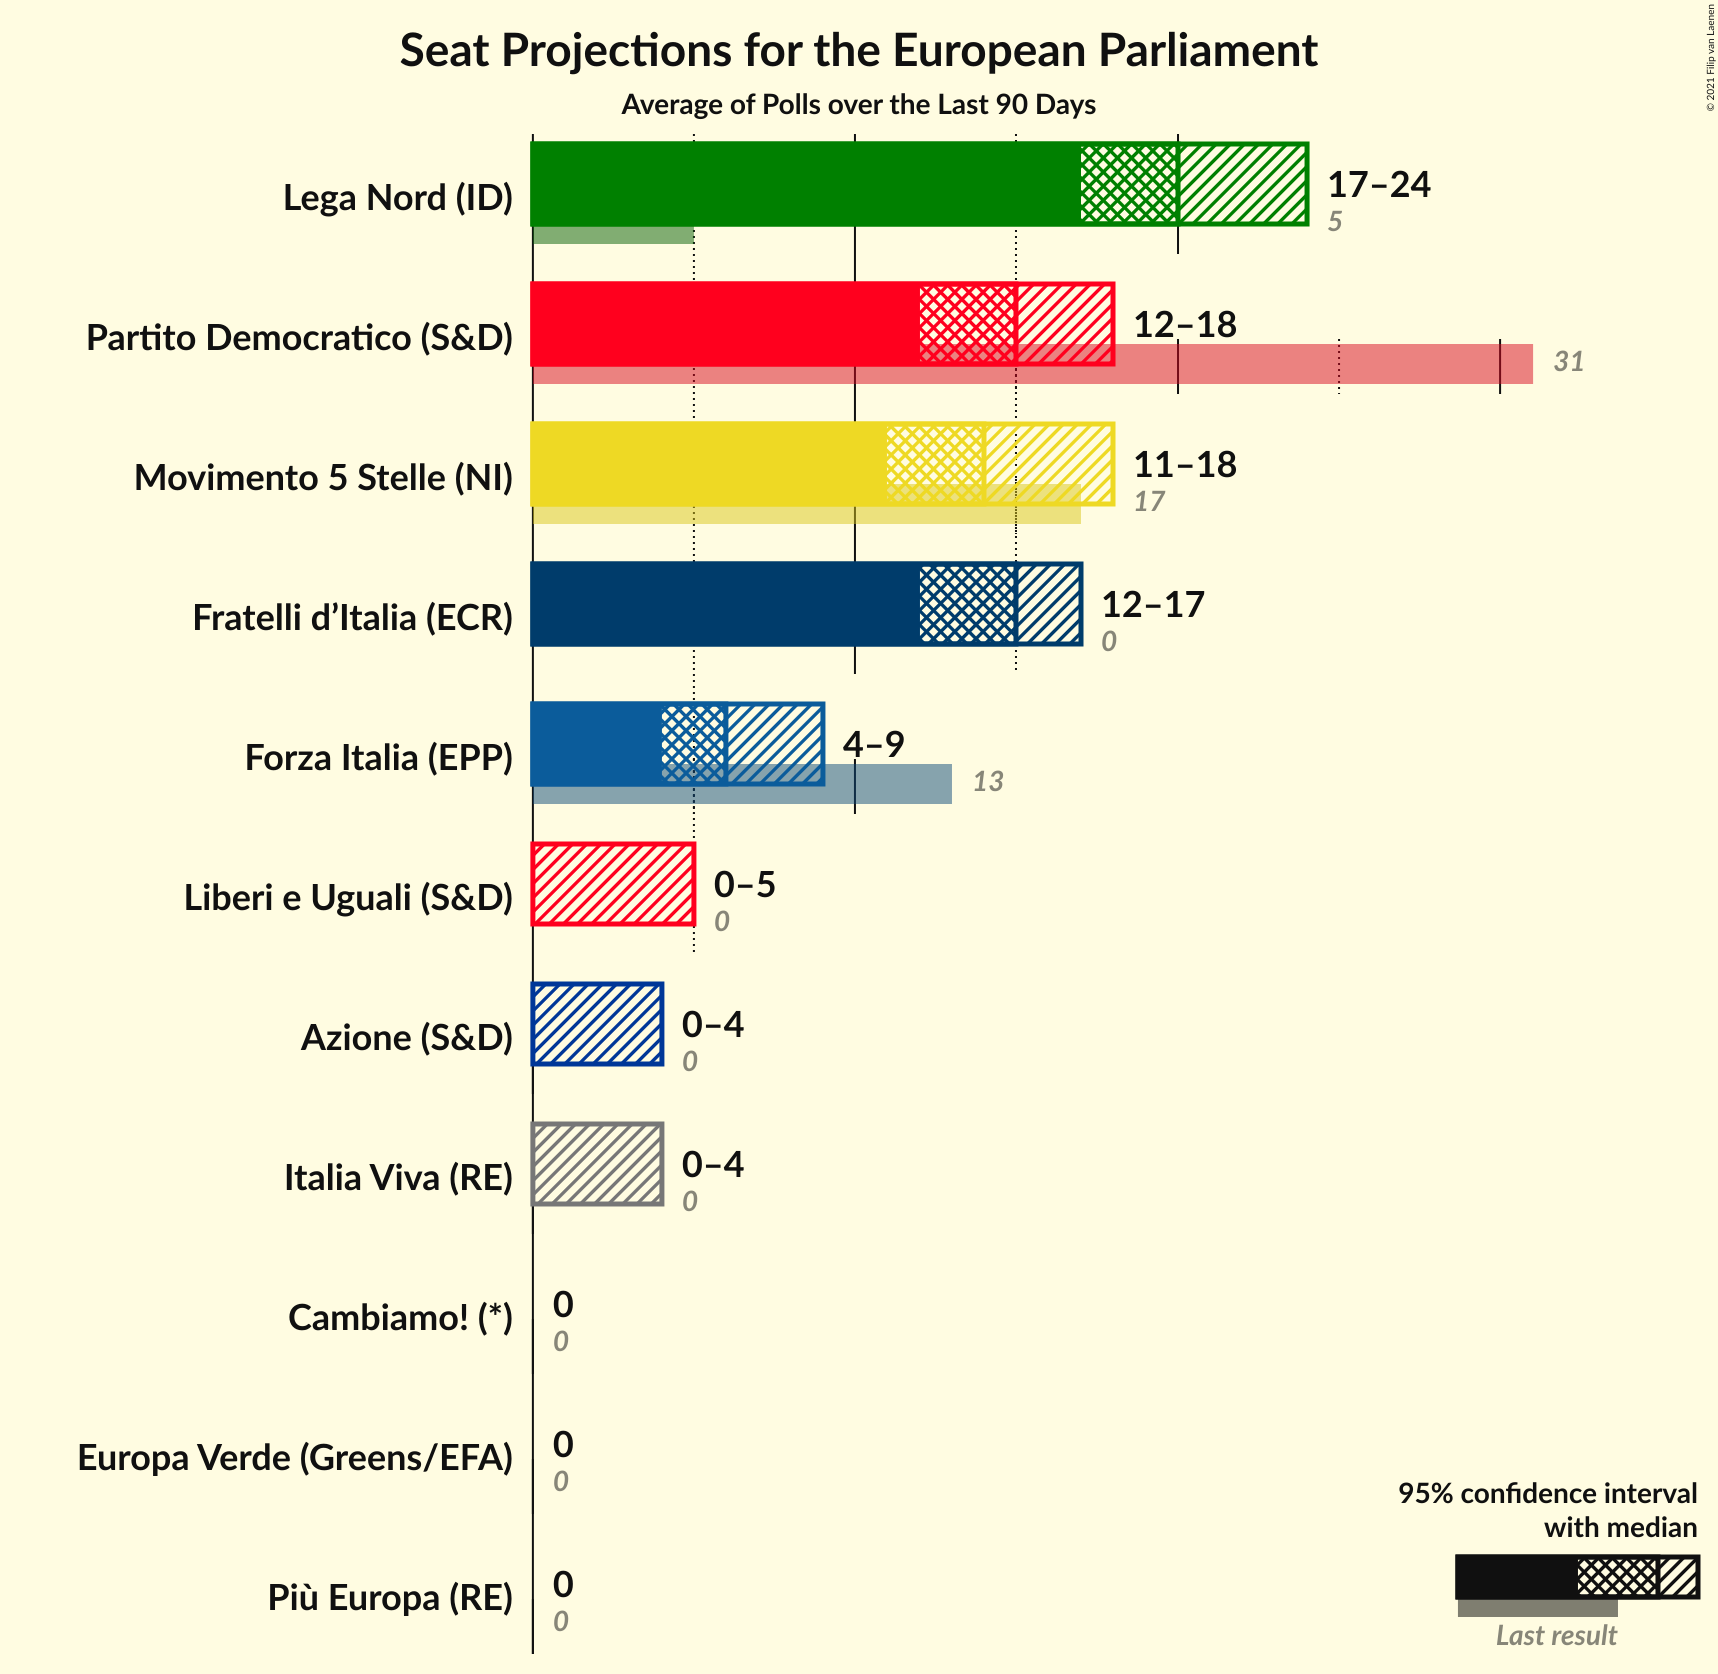 Seat Projections for the European Parliament
Average of Polls over the Last 90 Days
© 2021 Filip van Laenen
Lega Nord (ID)
17–24
5
Partito Democratico (S&D)
12–18
31
Movimento 5 Stelle (NI)
11–18
17
Fratelli d’Italia (ECR)
12–17
0
Forza Italia (EPP)
4–9
13
Liberi e Uguali (S&D)
0–5
0
Azione (S&D)
0–4
0
Italia Viva (RE)
0–4
0
Cambiamo! (*)
0
0
Europa Verde (Greens/EFA)
0
0
Più Europa (RE)
0
0
95% confidence interval
with median
Last result